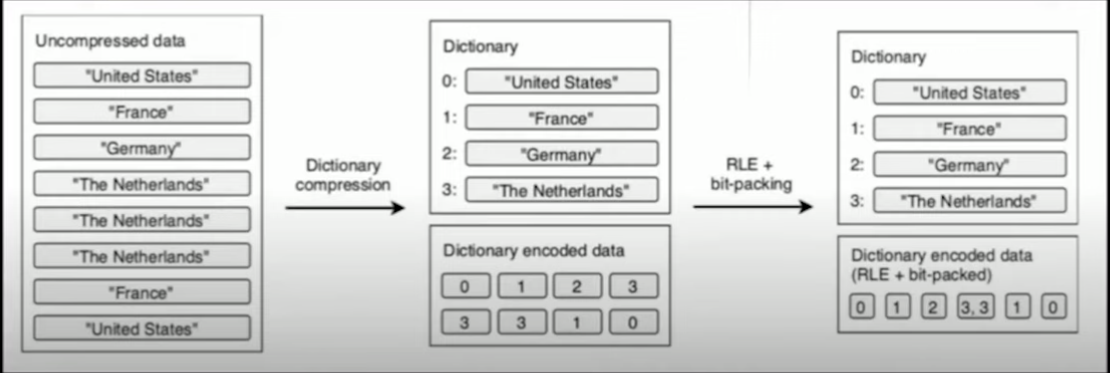 Uncompressed data
"United States"
"France"
"Germany"
"The Netherlands"
"The Netherlands"
"The Netherlands"
"France"
"United States"
Dictionary
compression
Dictionary
0: "United States"
1: "France"
2: "Germany"
3: "The Netherlands"
Dictionary encoded data
0 1 2 3
3 3 1 0
RLE +
bit-packing
Dictionary
0: "United States"
1: "France"
2: "Germany"
3: "The Netherlands"
Dictionary encoded data
(RLE + bit-packed)
0 1 2 3, 3 1 0